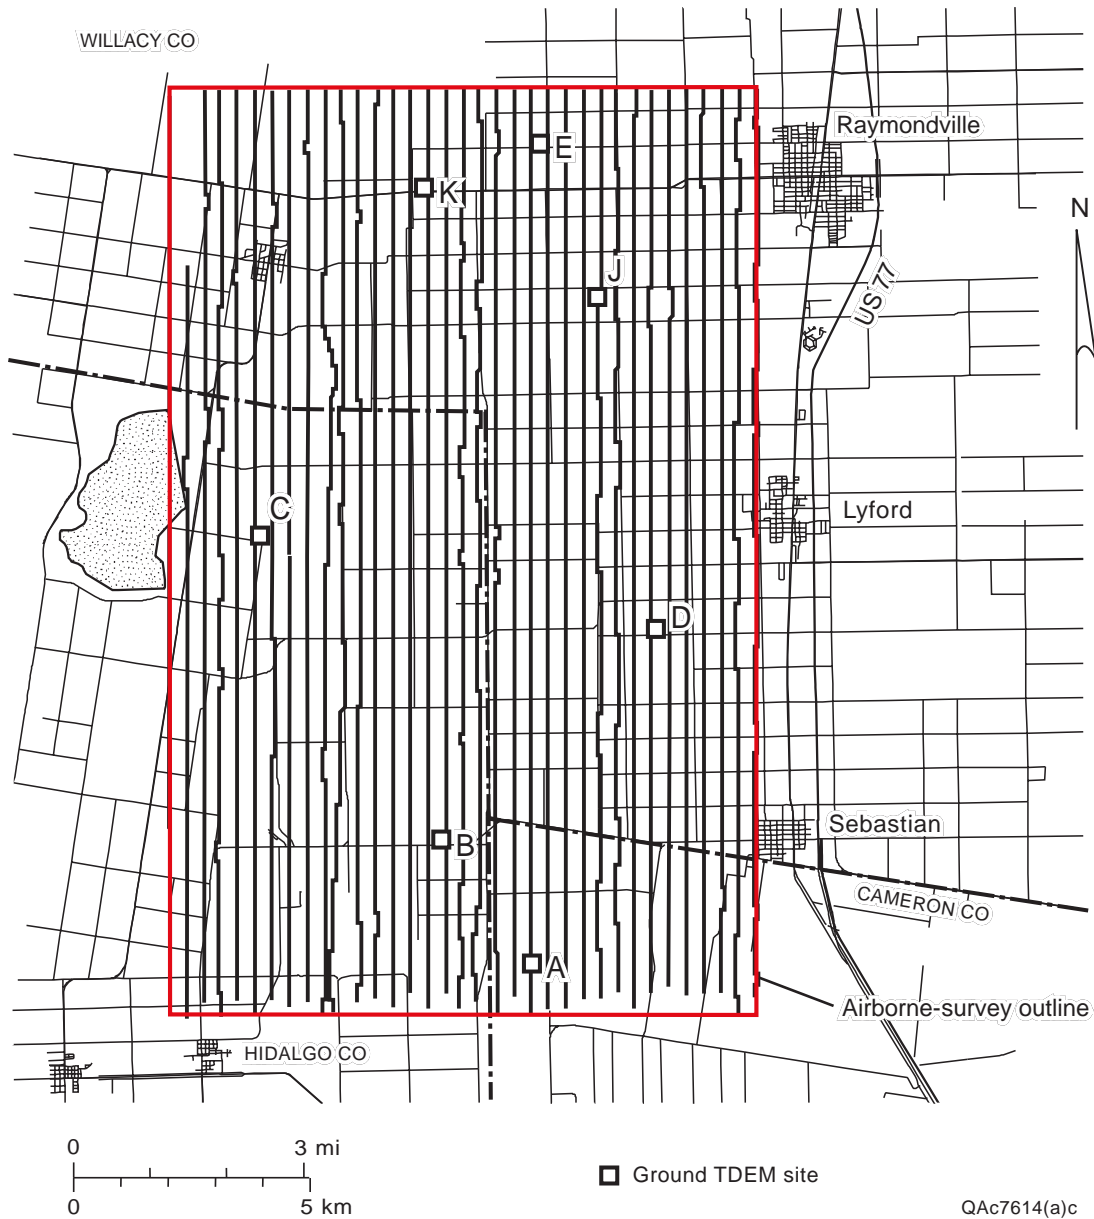 WILLACY CO
Raymondville
E
K
N
J
US 77
C
Lyford
D
Sebastian
B
CAMERON CO
A
Airborne-survey outline
HIDALGO CO
0 3 mi
0 5 km
Ground TDEM site
QAc7614(a)c